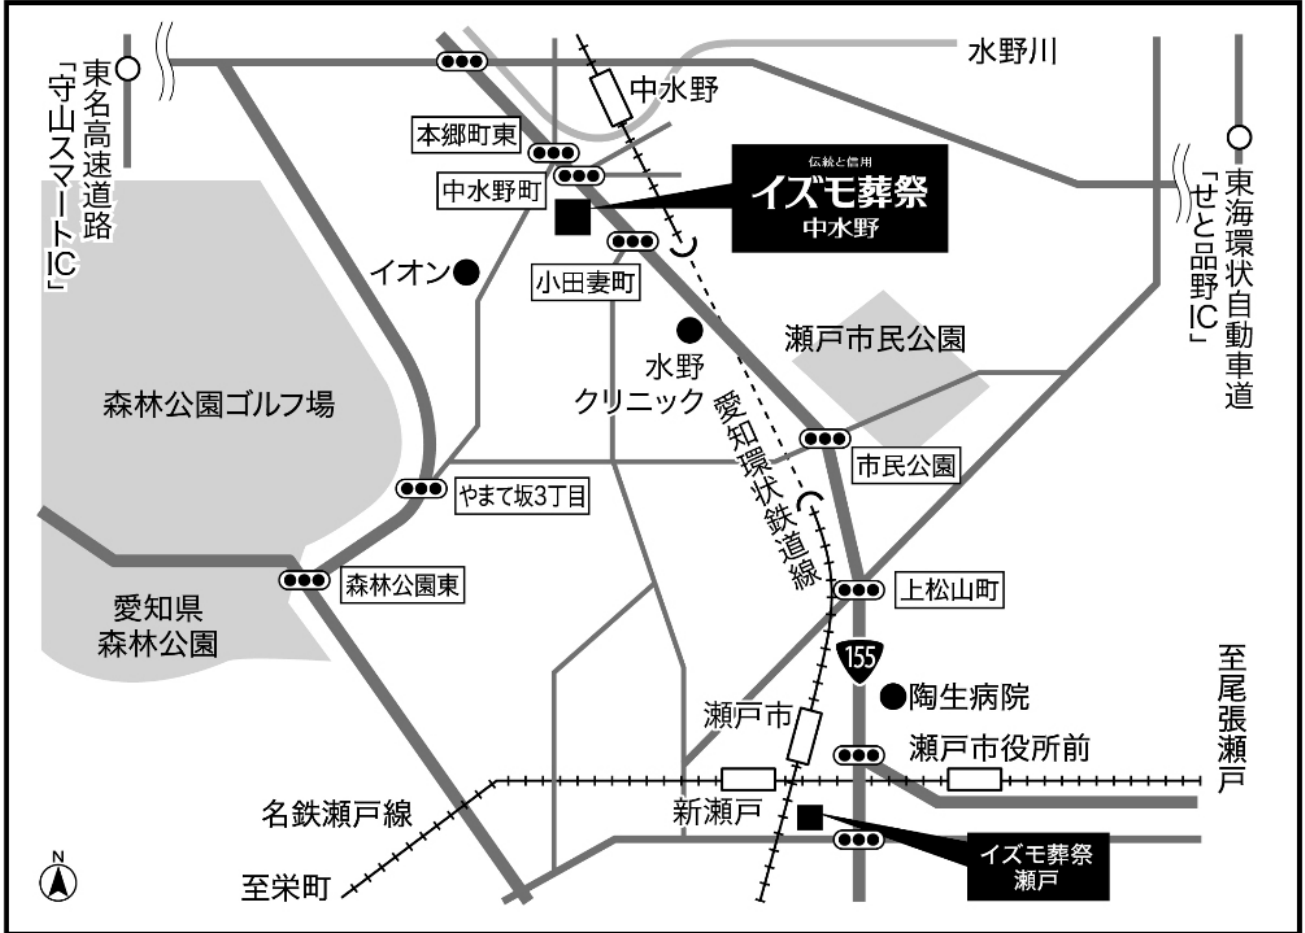 水野川
東名高速道路
「守山スマートIC」
中水野
本郷町東
伝統と信用
イズモ葬祭
中水野
中水野町
東海環状自動車道
「せと品野IC」
イオン
小田妻町
瀬戸市民公園
水野
クリニック
森林公園ゴルフ場
愛知環状鉄道線
市民公園
やまて坂3丁目
森林公園東
上松山町
愛知県
森林公園
155
至尾張瀬戸
陶生病院
瀬戸市
瀬戸市役所前
新瀬戸
名鉄瀬戸線
イズモ葬祭
瀬戸
N
至栄町